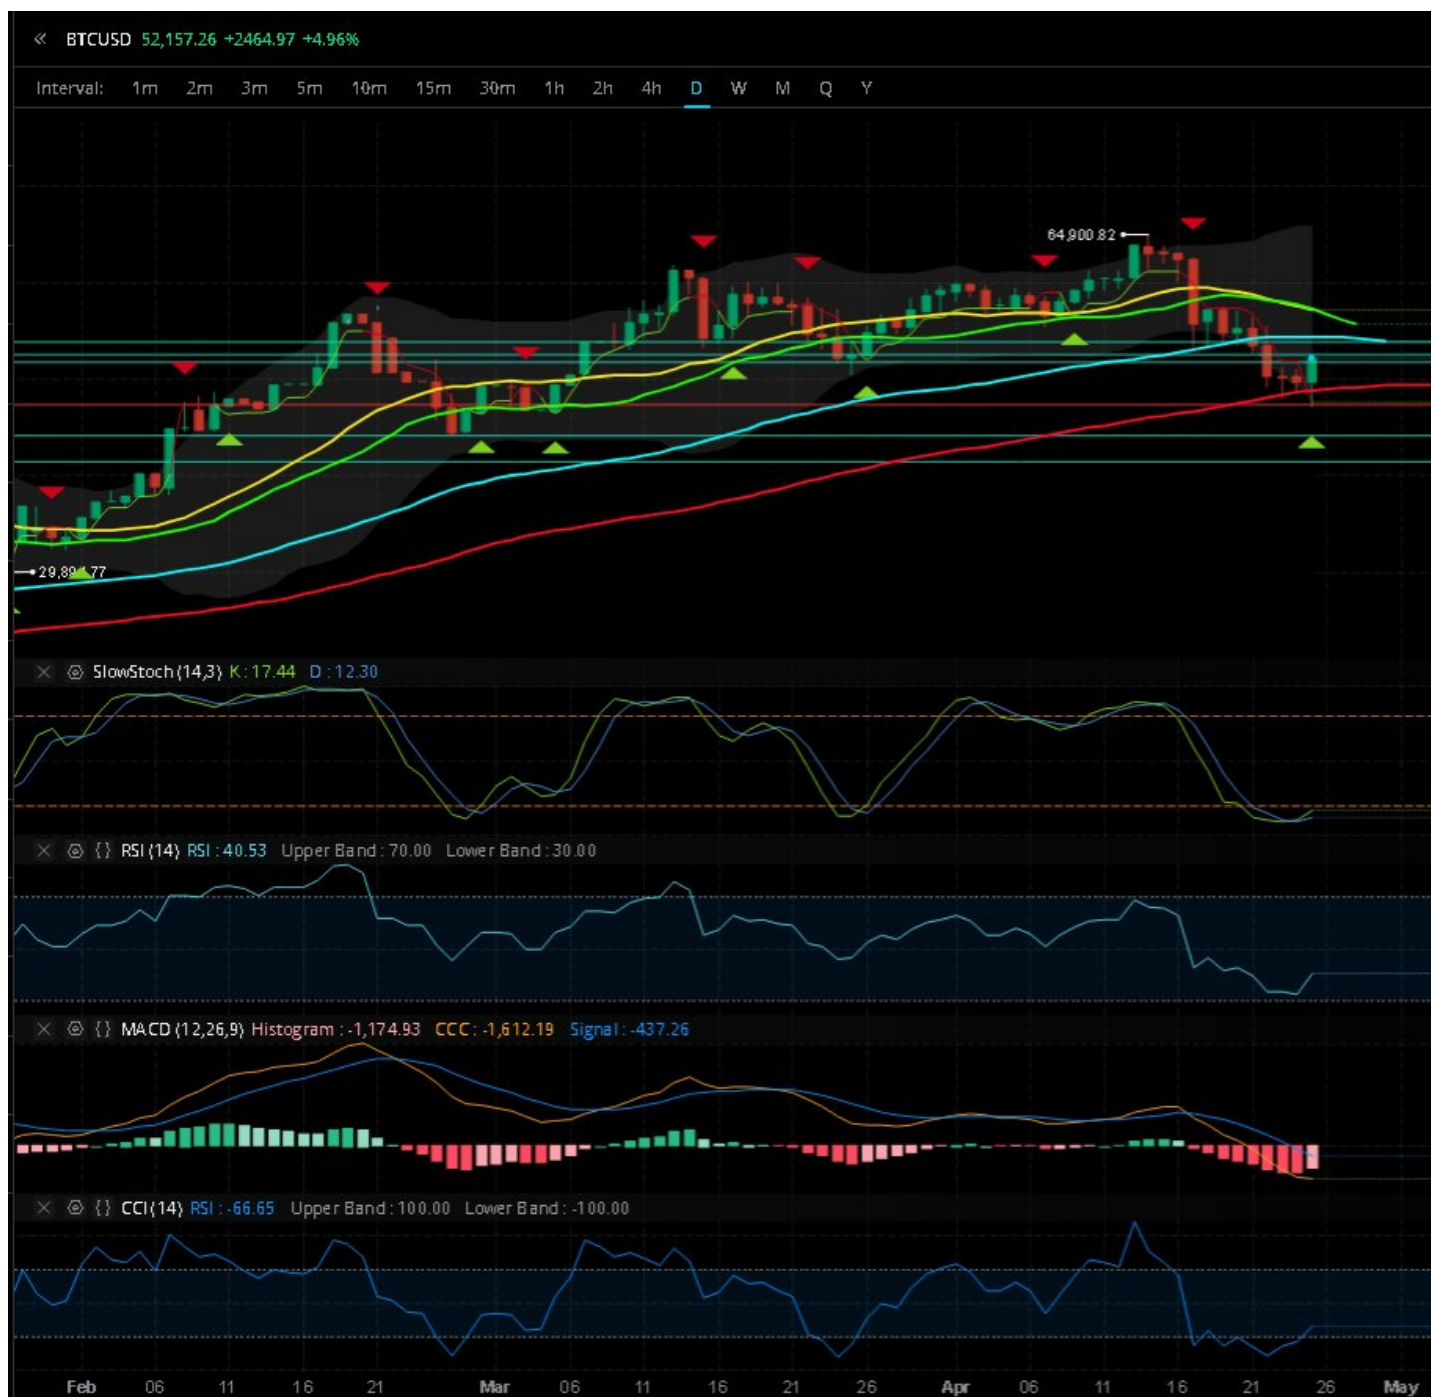 « BTCUSD 52,157.26 +2464.97 +4.96%
Interval: 1m 2m 3m 5m 10m 15m 30m 1h 2h 4h D W M Q Y
64,900.82
SlowStoch(14,3) K:17.44 D:12.30
RSI(14) RSI:40.53 Upper Band:70.00 Lower Band:30.00
MACD(12,26,9) Histogram:-1,174.93 CCC:-1,612.19 Signal:-437.26
CCI(14) RSI:-66.65 Upper Band:100.00 Lower Band:-100.00
Feb 06 11 16 21 Mar 06 11 16 21 26 Apr 06 11 16 21 26 May